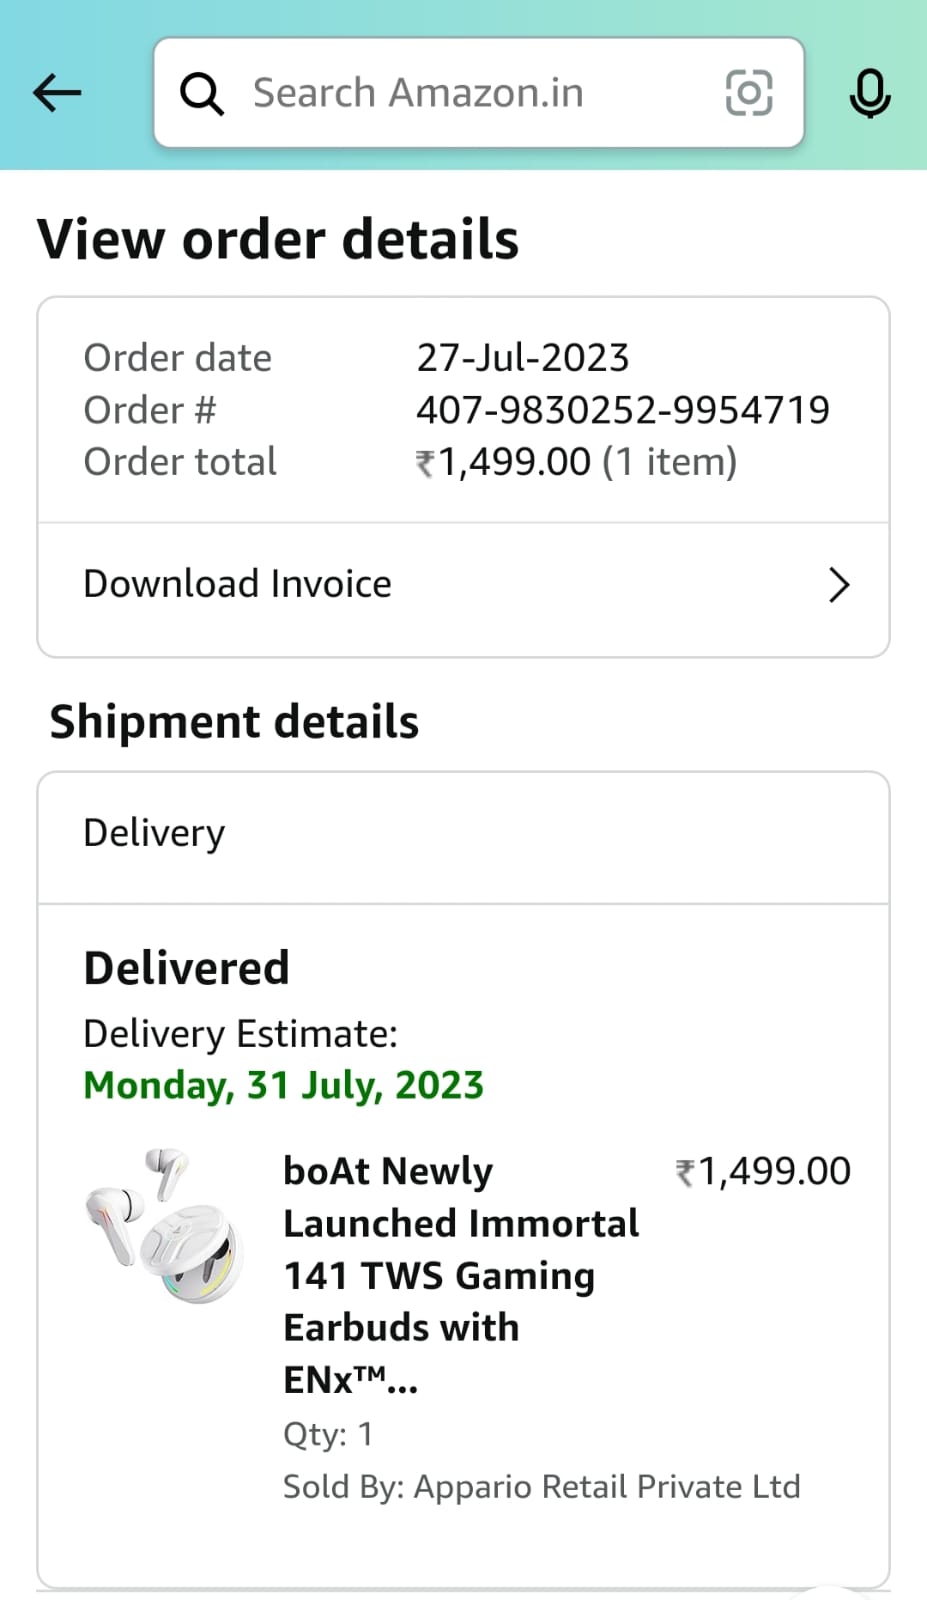 Search Amazon.in
View order details
Order date 27-Jul-2023
Order # 407-9830252-9954719
Order total ₹1,499.00 (1 item)
Download Invoice
Shipment details
Delivery
Delivered
Delivery Estimate:
Monday, 31 July, 2023
boAt Newly ₹1,499.00
Launched Immortal
141 TWS Gaming
Earbuds with
ENx™...
Qty: 1
Sold By: Appario Retail Private Ltd